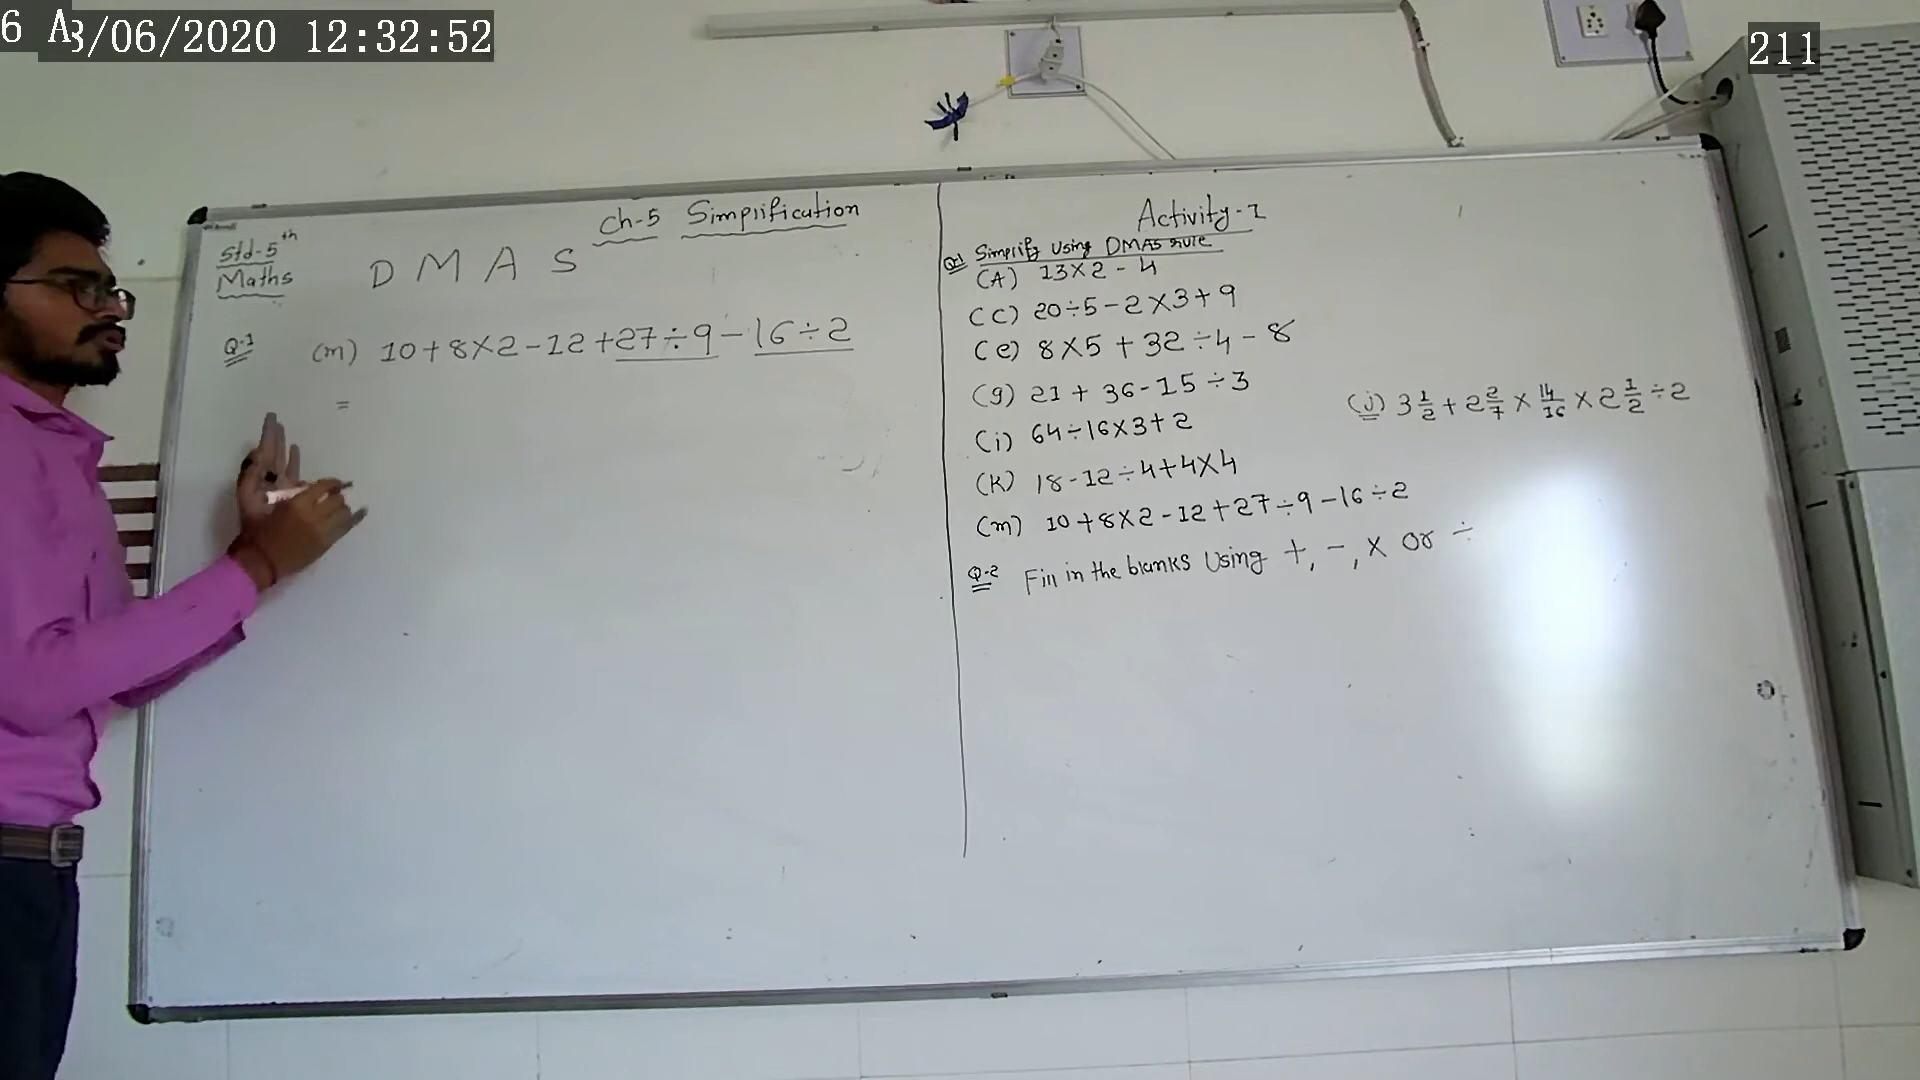 6 A
3/06/2020 12:32:52
211
Ch-5 Simplification
Std-5th
Maths
D M A S
Q-1 (m) 10+8×2-12+27÷9-16÷2
=
Activity-1
Q-1 Simplify Using DMAS rule
(A) 13×2-4
(C) 20÷5-2×3+9
(e) 8×5+32÷4-8
(g) 21+36-15÷3
(j) 3 1/2 + 2 2/7 × 14/16 × 2 1/2 ÷ 2
(i) 64÷16×3+2
(K) 18-12÷4+4×4
(m) 10+8×2-12+27÷9-16÷2
Q-2 Fill in the blanks Using +, -, × Or ÷